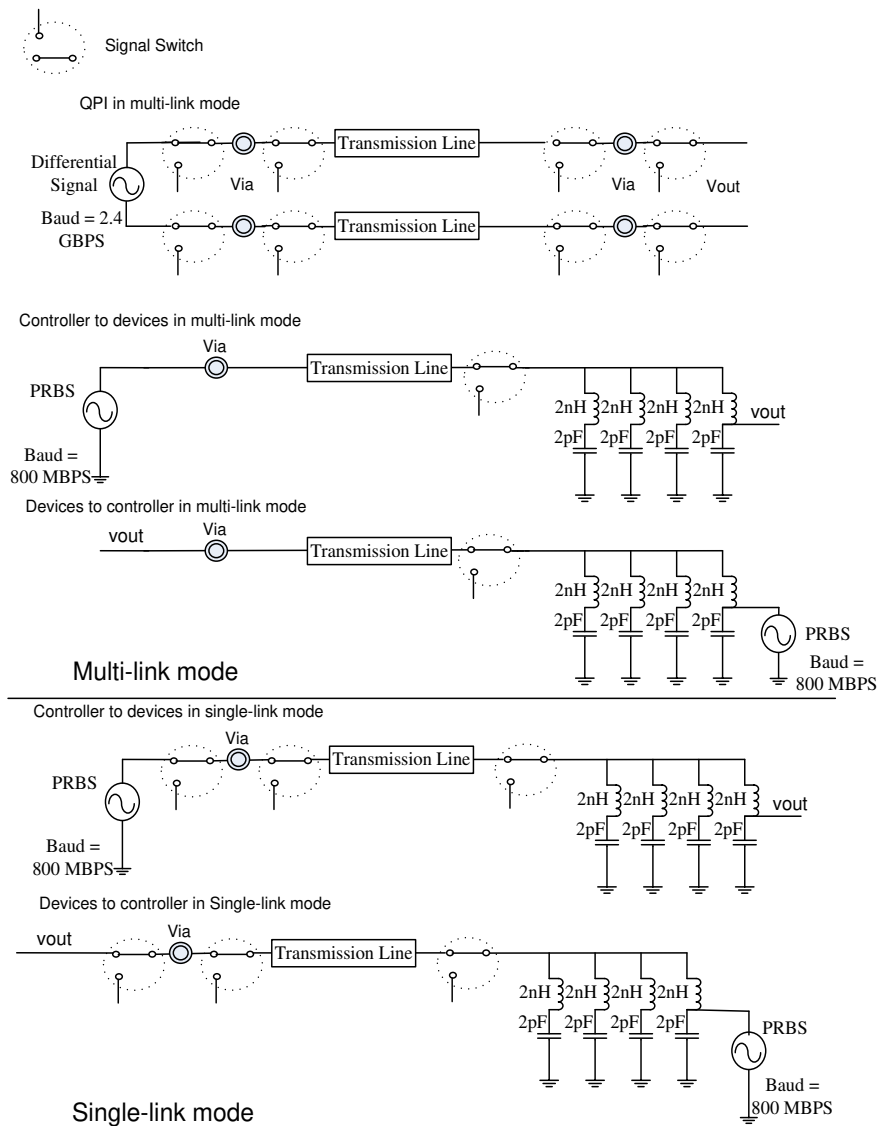 Signal Switch
QPI in multi-link mode
Transmission Line
Differential
Signal
Via
Via
Vout
Baud = 2.4
GBPS
Transmission Line
Controller to devices in multi-link mode
Via
Transmission Line
PRBS
2nH 2nH 2nH 2nH
vout
2pF 2pF 2pF 2pF
Baud =
800 MBPS
Devices to controller in multi-link mode
vout
Via
Transmission Line
2nH 2nH 2nH 2nH
2pF 2pF 2pF 2pF
PRBS
Baud =
800 MBPS
Multi-link mode
Controller to devices in single-link mode
Via
Transmission Line
PRBS
2nH 2nH 2nH 2nH
vout
2pF 2pF 2pF 2pF
Baud =
800 MBPS
Devices to controller in Single-link mode
vout
Via
Transmission Line
2nH 2nH 2nH 2nH
2pF 2pF 2pF 2pF
PRBS
Baud =
800 MBPS
Single-link mode